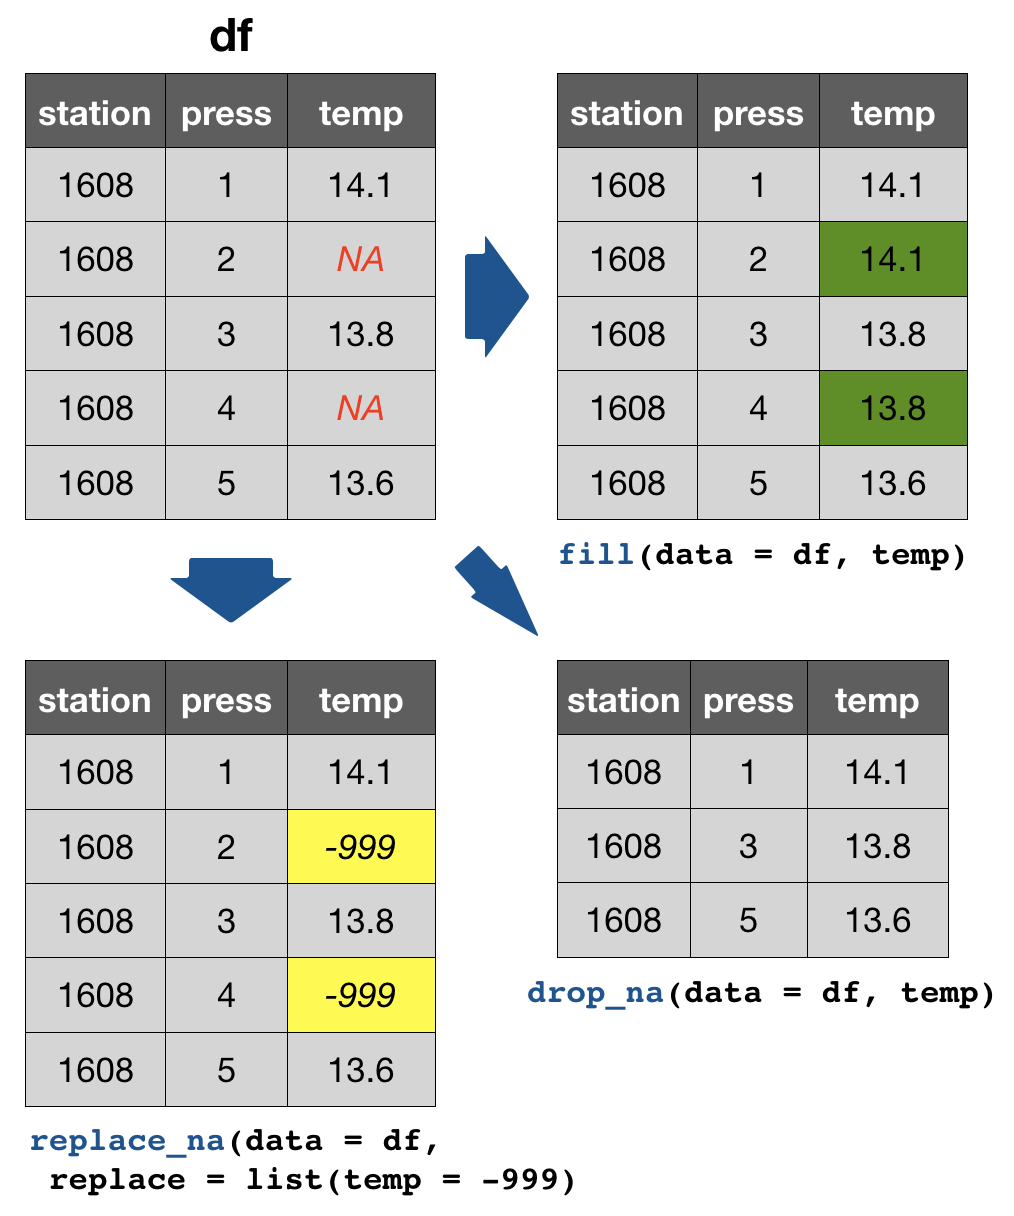 df
station press temp
1608 1 14.1
1608 2 NA
1608 3 13.8
1608 4 NA
1608 5 13.6
station press temp
1608 1 14.1
1608 2 14.1
1608 3 13.8
1608 4 13.8
1608 5 13.6
fill(data = df, temp)
station press temp
1608 1 14.1
1608 2 -999
1608 3 13.8
1608 4 -999
1608 5 13.6
replace_na(data = df,
replace = list(temp = -999)
station press temp
1608 1 14.1
1608 3 13.8
1608 5 13.6
drop_na(data = df, temp)